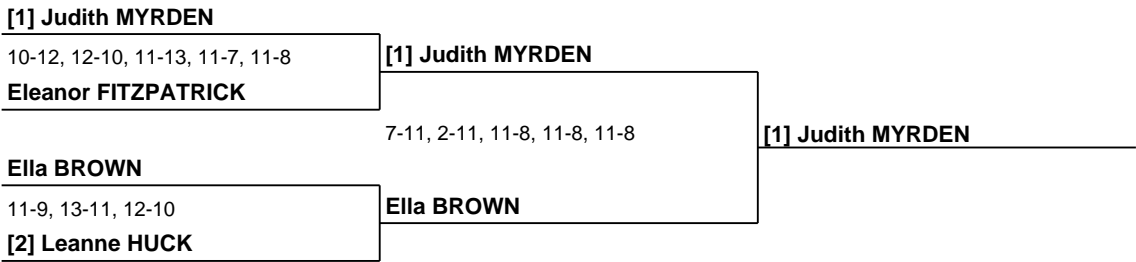 [1] Judith MYRDEN
10-12, 12-10, 11-13, 11-7, 11-8
Eleanor FITZPATRICK
[1] Judith MYRDEN
7-11, 2-11, 11-8, 11-8, 11-8
[1] Judith MYRDEN
Ella BROWN
11-9, 13-11, 12-10
[2] Leanne HUCK
Ella BROWN